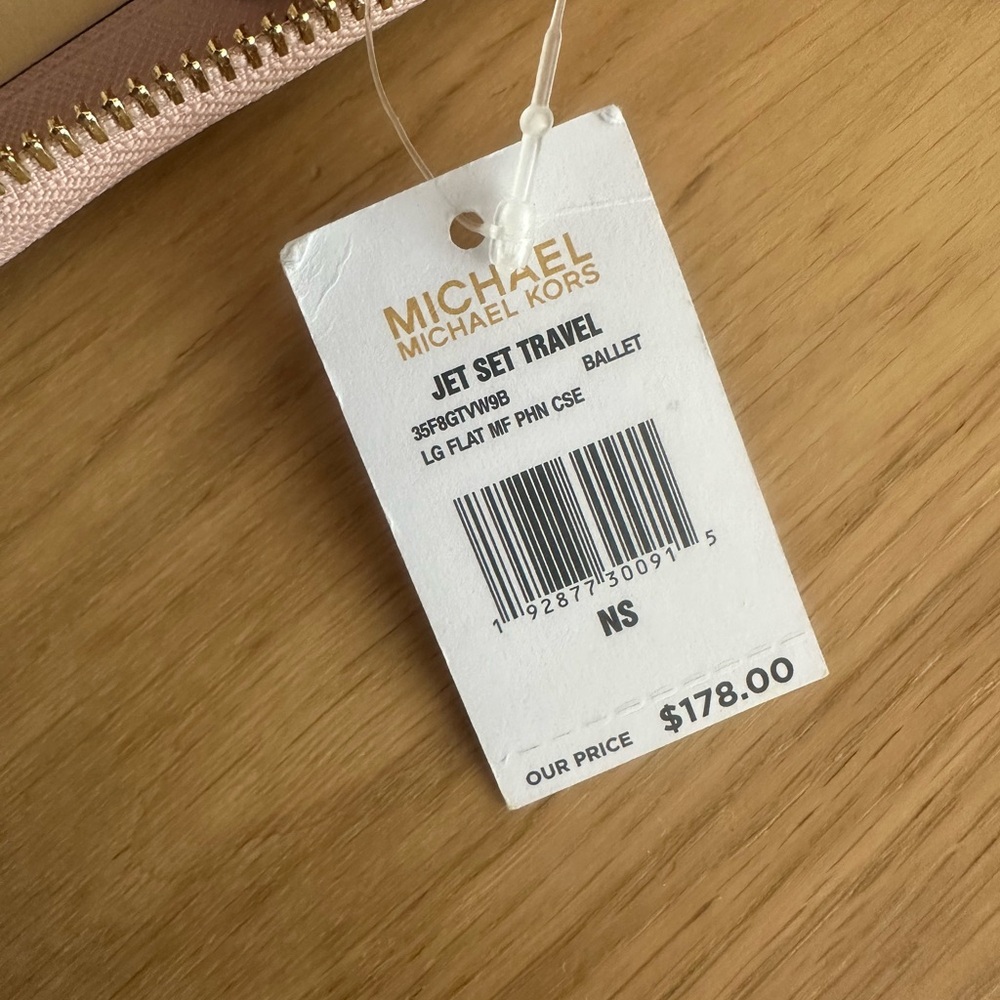 MICHAEL
MICHAEL KORS
JET SET TRAVEL
35F8GTVW9B BALLET
LG FLAT MF PHN CSE
1 92877 30091 5
NS
OUR PRICE $178.00